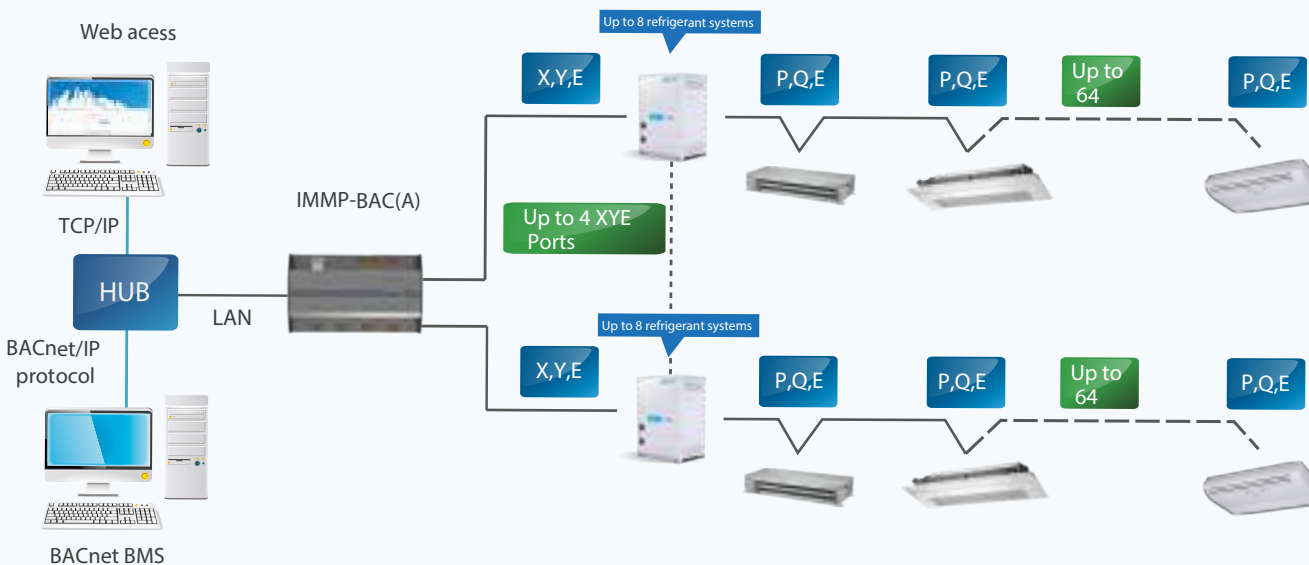 Web acess
Up to 8 refrigerant systems
X,Y,E
P,Q,E
P,Q,E
Up to
64
P,Q,E
IMMP-BAC(A)
Up to 4 XYE
Ports
TCP/IP
HUB
LAN
Up to 8 refrigerant systems
BACnet/IP
protocol
X,Y,E
P,Q,E
P,Q,E
Up to
64
P,Q,E
BACnet BMS